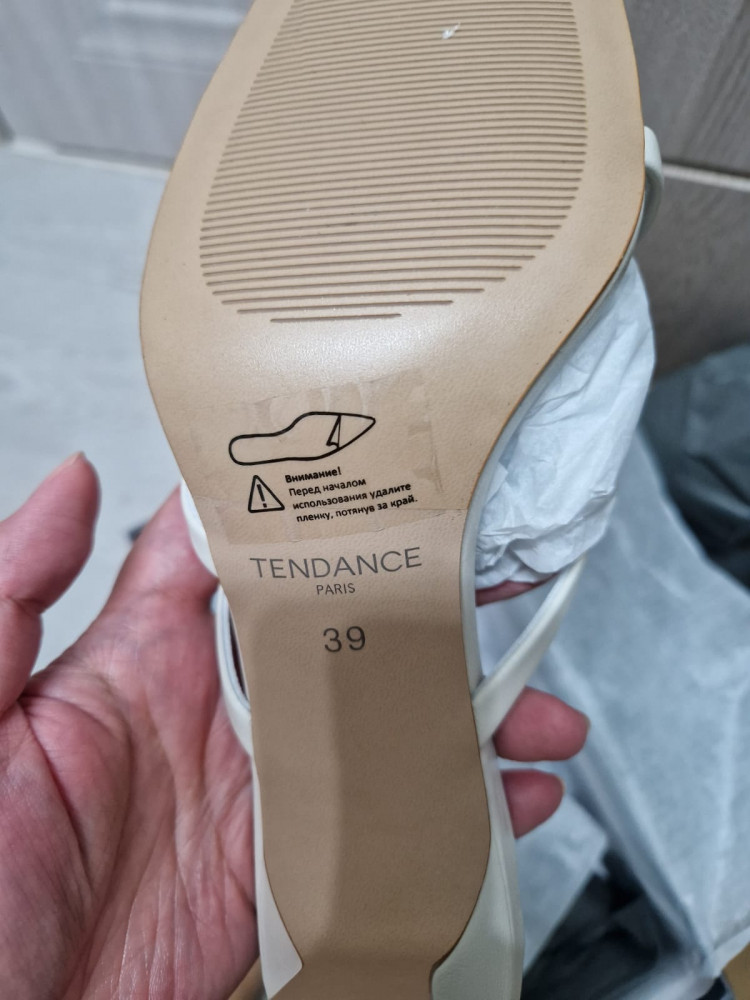 Внимание!
Перед началом
использования удалите
пленку, потянув за край.
TENDANCE
PARIS
39